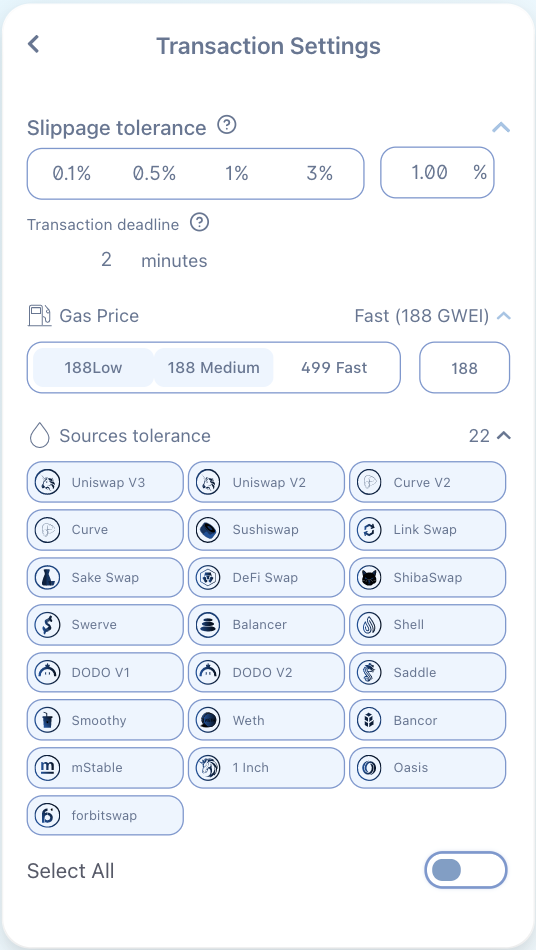 Transaction Settings
Slippage tolerance ?
0.1% 0.5% 1% 3% 1.00 %
Transaction deadline ?
2 minutes
Gas Price Fast (188 GWEI)
188Low 188 Medium 499 Fast 188
Sources tolerance 22
Uniswap V3 Uniswap V2 Curve V2
Curve Sushiswap Link Swap
Sake Swap DeFi Swap ShibaSwap
Swerve Balancer Shell
DODO V1 DODO V2 Saddle
Smoothy Weth Bancor
m mStable 1 Inch Oasis
forbitswap
Select All